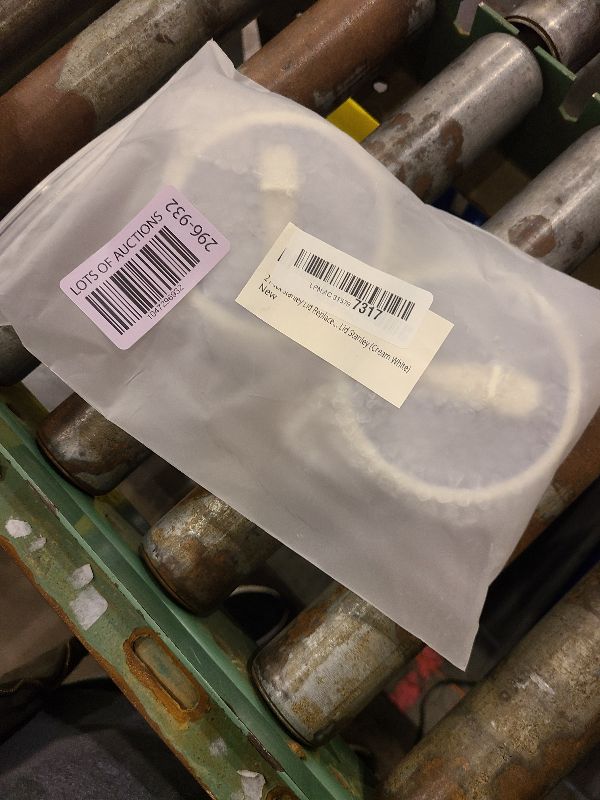 LOTS OF AUCTIONS
296-932
7317
Stanley Lid Replace... Lid Stanley (Cream White)
New